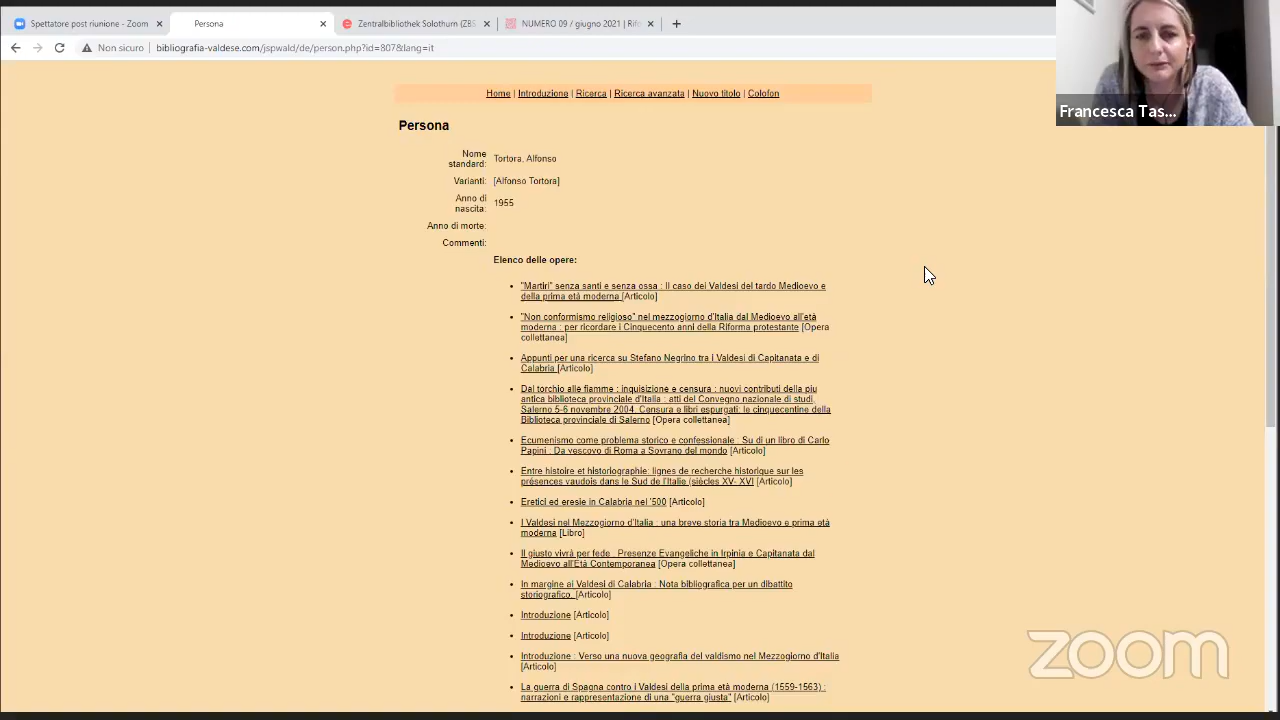 Spettatore post riunione - Zoom
Persona
Zentralbibliothek Solothurn (ZBS
NUMERO 09 / giugno 2021 | Rifo
Non sicuro
bibliografia-valdese.com/jspwald/de/person.php?id=807&lang=it
Francesca Tas...
Home | Introduzione | Ricerca | Ricerca avanzata | Nuovo titolo | Colofon
Persona
Nome
standard: Tortora, Alfonso
Varianti: [Alfonso Tortora]
Anno di
nascita: 1955
Anno di morte:
Commenti:
Elenco delle opere:
"Martiri" senza santi e senza ossa : Il caso dei Valdesi del tardo Medioevo e
della prima età moderna [Articolo]
"Non conformismo religioso" nel mezzogiorno d'Italia dal Medioevo all'età
moderna : per ricordare i Cinquecento anni della Riforma protestante [Opera
collettanea]
Appunti per una ricerca su Stefano Negrino tra i Valdesi di Capitanata e di
Calabria [Articolo]
Dal torchio alle fiamme : inquisizione e censura : nuovi contributi della piu
antica biblioteca provinciale d'Italia : atti del Convegno nazionale di studi,
Salerno 5-6 novembre 2004. Censura e libri espurgati: le cinquecentine della
Biblioteca provinciale di Salerno [Opera collettanea]
Ecumenismo come problema storico e confessionale : Su di un libro di Carlo
Papini : Da vescovo di Roma a Sovrano del mondo [Articolo]
Entre histoire et historiographie: lignes de recherche historique sur les
présences vaudois dans le Sud de l'Italie (siècles XV- XVI [Articolo]
Eretici ed eresie in Calabria nel '500 [Articolo]
I Valdesi nel Mezzogiorno d'Italia : una breve storia tra Medioevo e prima età
moderna [Libro]
Il giusto vivrà per fede : Presenze Evangeliche in Irpinia e Capitanata dal
Medioevo all'Età Contemporanea [Opera collettanea]
In margine ai Valdesi di Calabria : Nota bibliografica per un dibattito
storiografico. [Articolo]
Introduzione [Articolo]
Introduzione [Articolo]
Introduzione : Verso una nuova geografia del valdismo nel Mezzogiorno d'Italia
[Articolo]
La guerra di Spagna contro i Valdesi della prima età moderna (1559-1563) :
narrazioni e rappresentazione di una "guerra giusta" [Articolo]
zoom